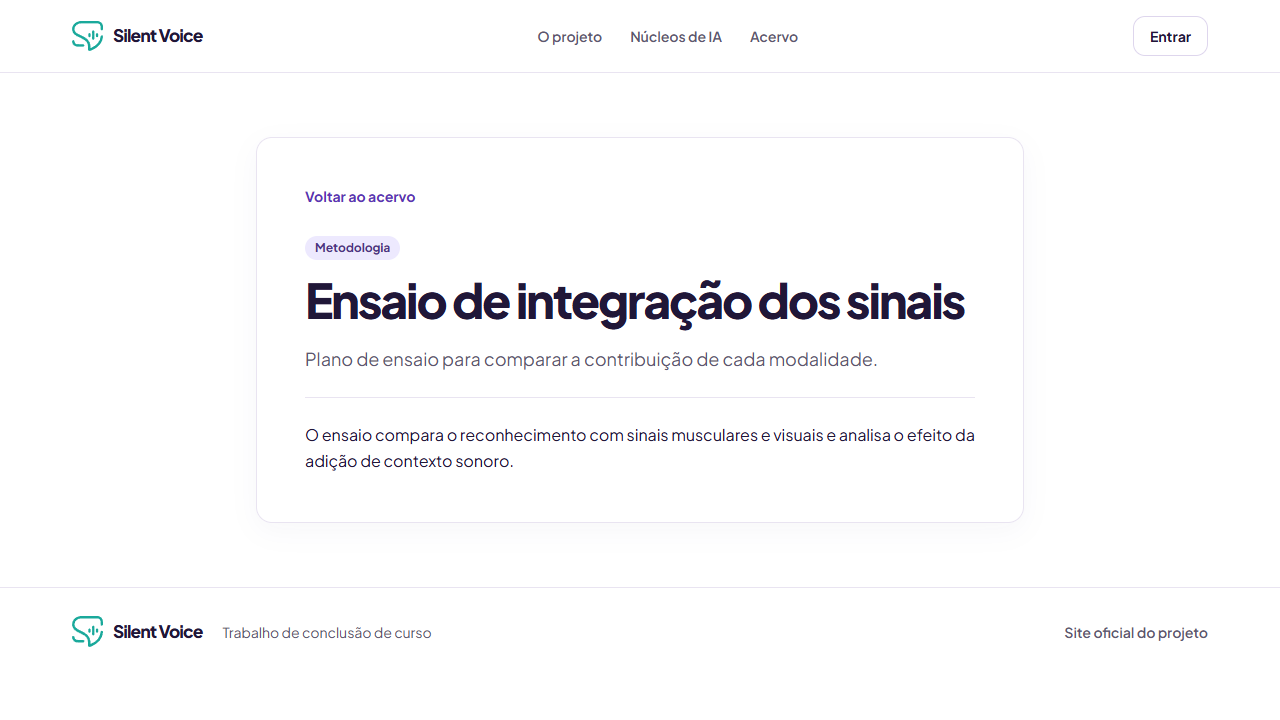 Silent Voice
O projeto
Núcleos de IA
Acervo
Entrar
Voltar ao acervo
Metodologia
Ensaio de integração dos sinais
Plano de ensaio para comparar a contribuição de cada modalidade.
O ensaio compara o reconhecimento com sinais musculares e visuais e analisa o efeito da
adição de contexto sonoro.
Silent Voice
Trabalho de conclusão de curso
Site oficial do projeto